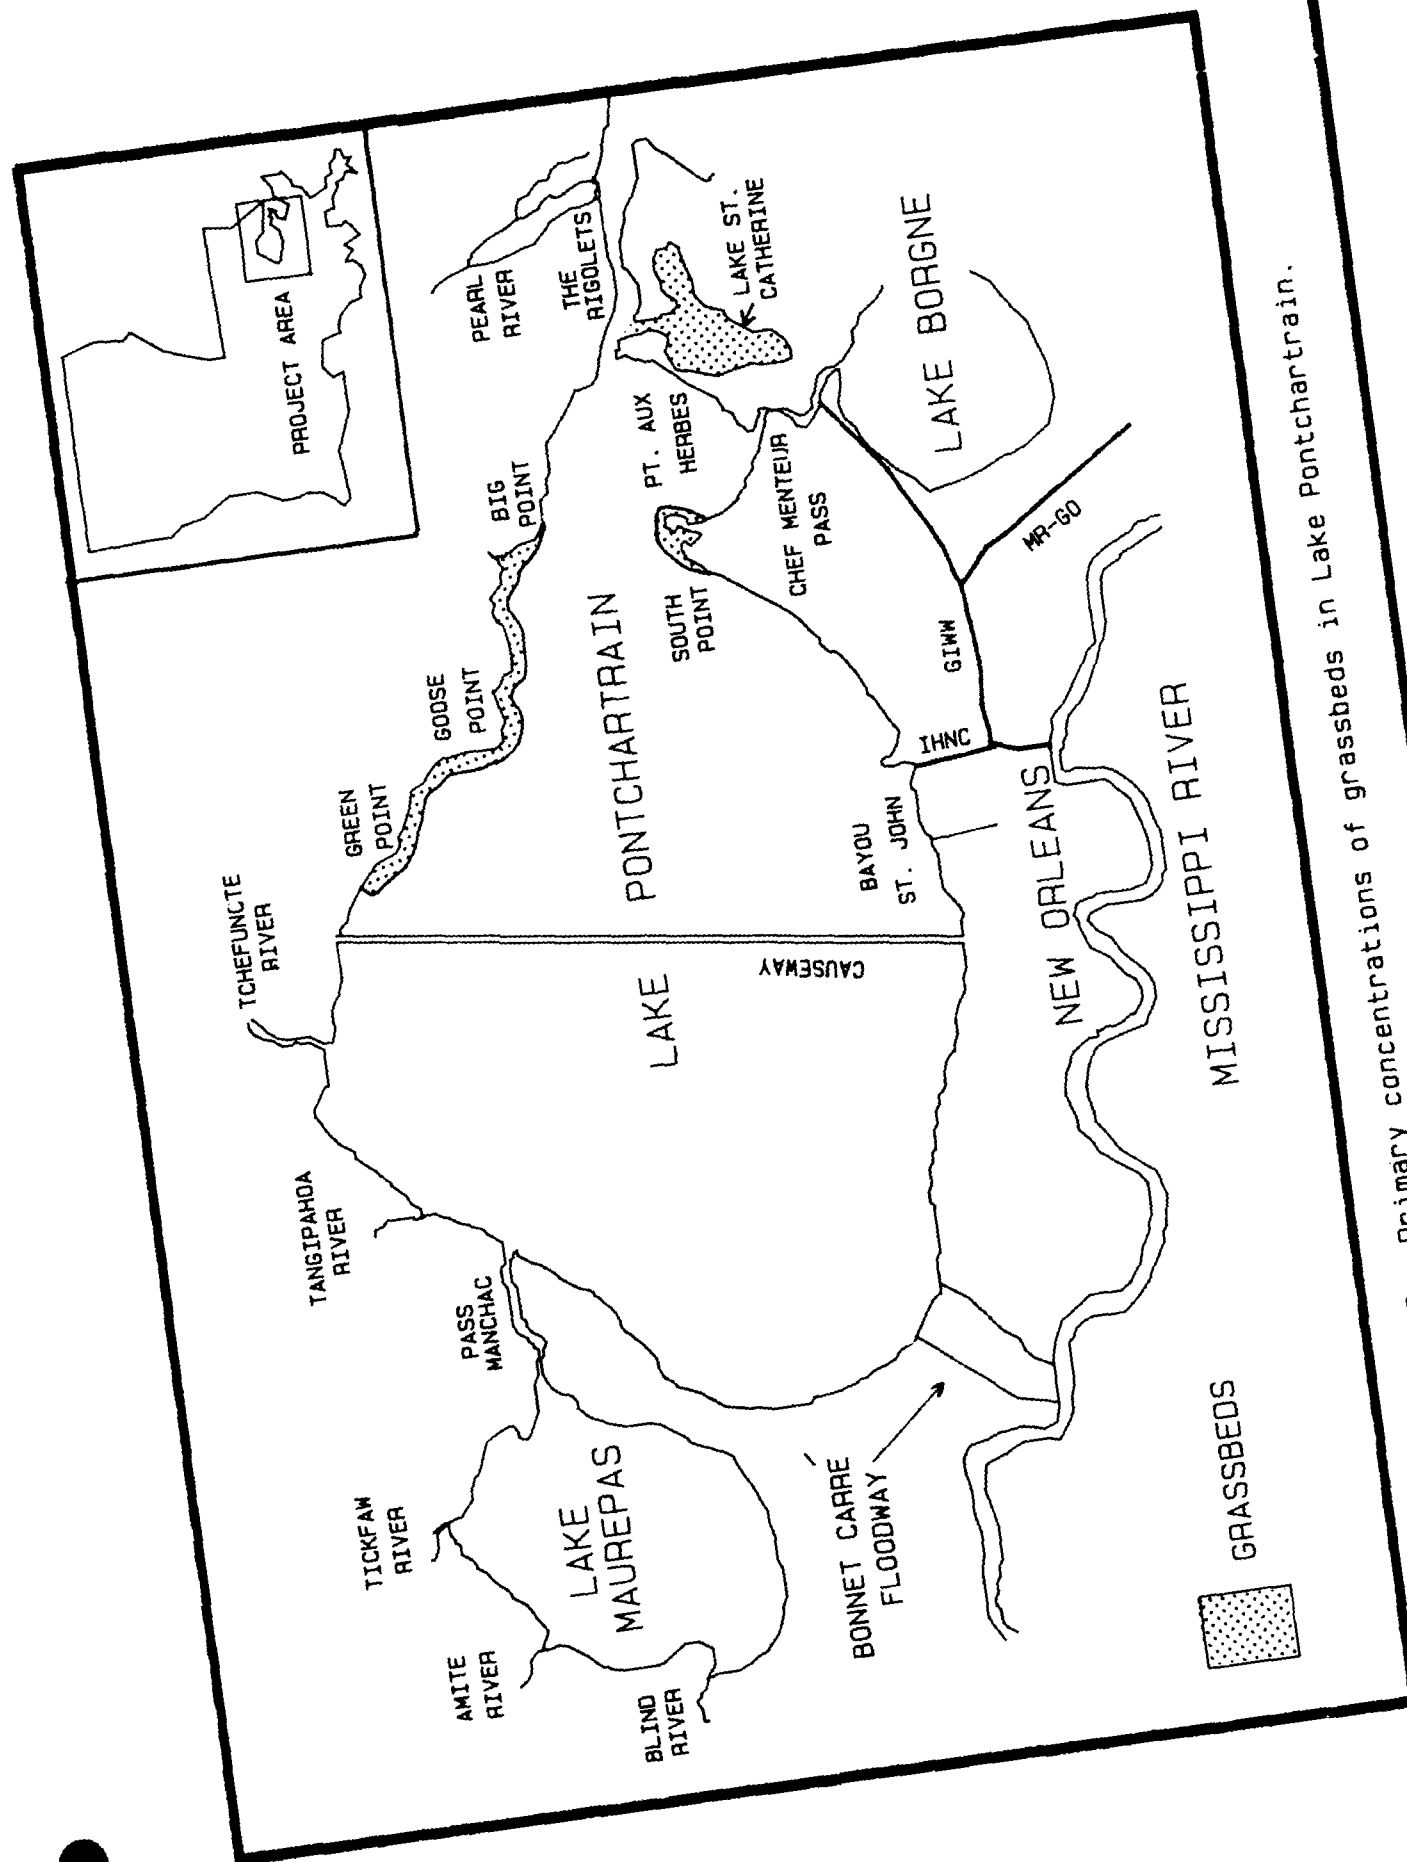 PROJECT AREA
PEARL
RIVER
THE
RIGOLETS
LAKE ST.
CATHERINE
BIG
POINT
PT. AUX
HERBES
LAKE BORGNE
GOOSE
POINT
SOUTH
POINT
CHEF MENTEUR
PASS
MR-GO
GREEN
POINT
GIWW
IHNC
TCHEFUNCTE
RIVER
LAKE PONTCHARTRAIN
BAYOU
ST. JOHN
CAUSEWAY
NEW ORLEANS
MISSISSIPPI RIVER
TANGIPAHOA
RIVER
PASS
MANCHAC
TICKFAW
RIVER
LAKE
MAUREPAS
AMITE
RIVER
BLIND
RIVER
BONNET CARRE
FLOODWAY
GRASSBEDS
Primary concentrations of grassbeds in Lake Pontchartrain.